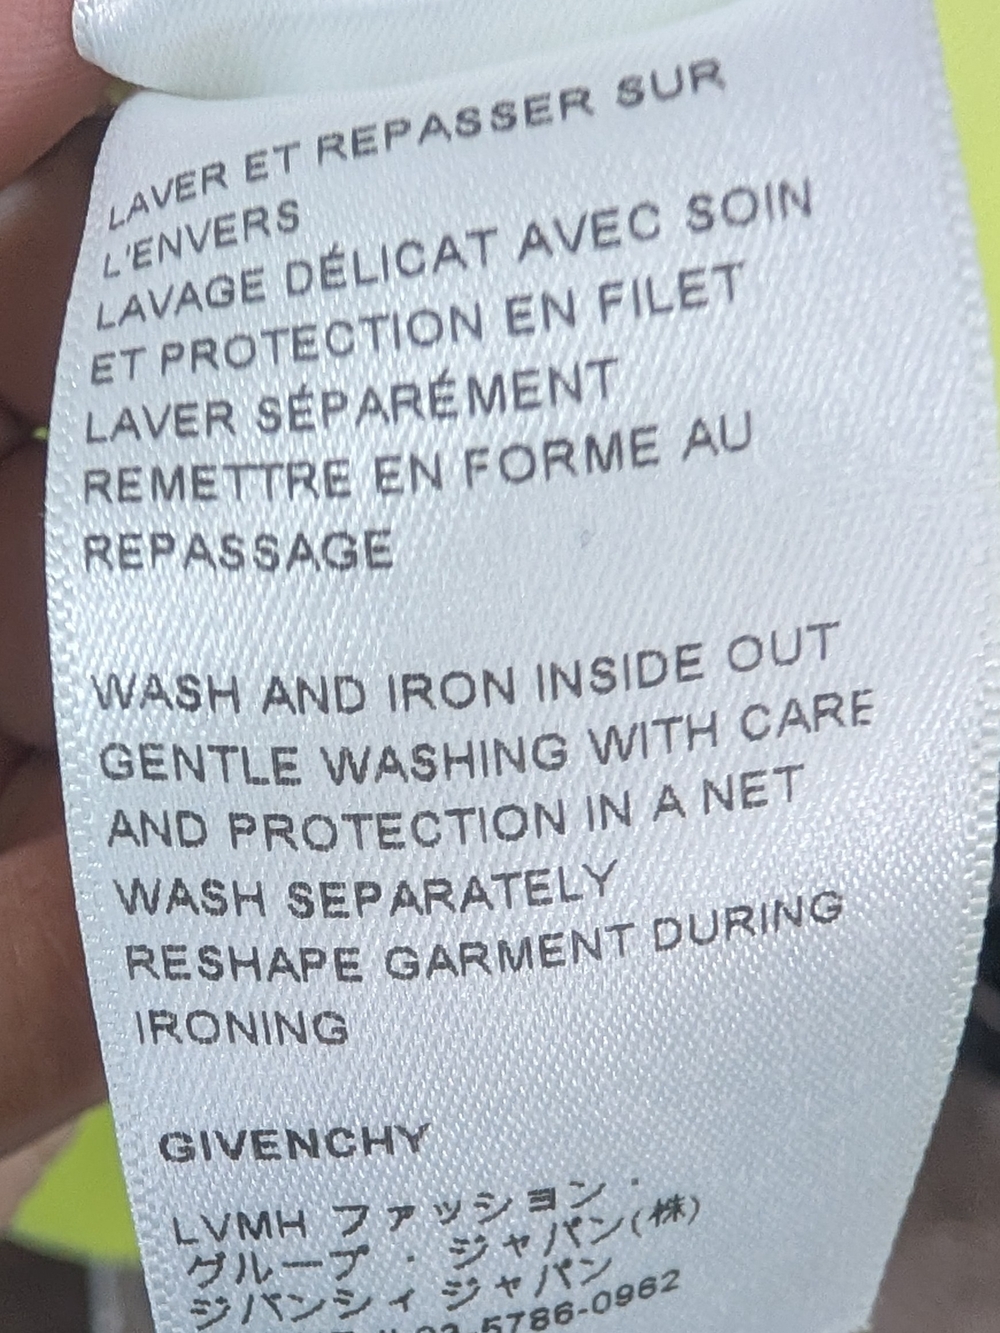 LAVER ET REPASSER SUR
L'ENVERS
LAVAGE DÉLICAT AVEC SOIN
ET PROTECTION EN FILET
LAVER SÉPARÉMENT
REMETTRE EN FORME AU
REPASSAGE
WASH AND IRON INSIDE OUT
GENTLE WASHING WITH CARE
AND PROTECTION IN A NET
WASH SEPARATELY
RESHAPE GARMENT DURING
IRONING
GIVENCHY
LVMH ファッション・
グループ・ジャパン(株)
ジバンシィ ジャパン
03-5786-0962